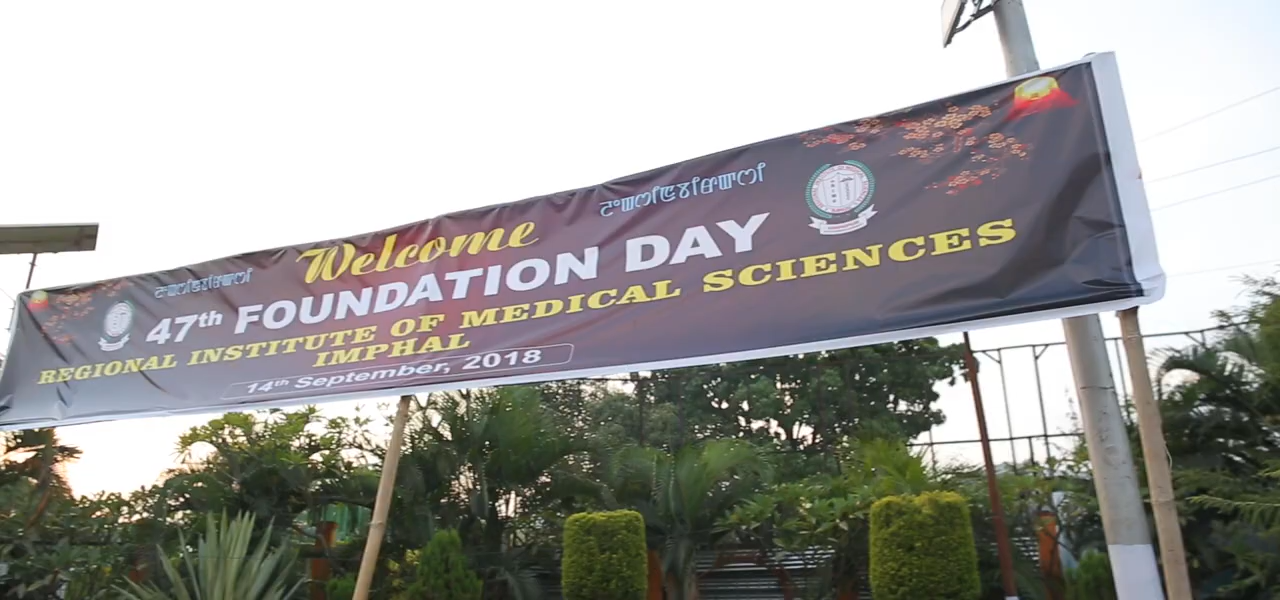 Welcome
47th FOUNDATION DAY
REGIONAL INSTITUTE OF MEDICAL SCIENCES
IMPHAL
14th September, 2018